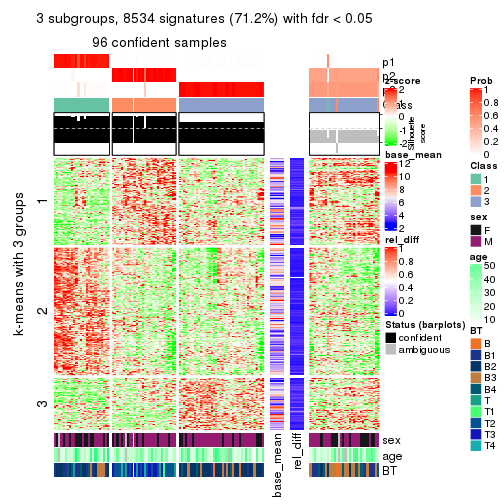 3 subgroups, 8534 signatures (71.2%) with fdr < 0.05
96 confident samples
p1
p2
Class
z-score
2
1
0
-1
-2
Silhouette
score
base_mean
12
10
8
6
4
2
rel_diff
1
0.8
0.6
0.4
0.2
0
Status (barplots)
confident
ambiguous
Prob
1
0.8
0.6
0.4
0.2
0
Class
1
2
3
sex
F
M
age
50
40
30
20
10
BT
B
B1
B2
B3
B4
T
T1
T2
T3
T4
k-means with 3 groups
1
2
3
base_mean
rel_diff
sex
age
BT